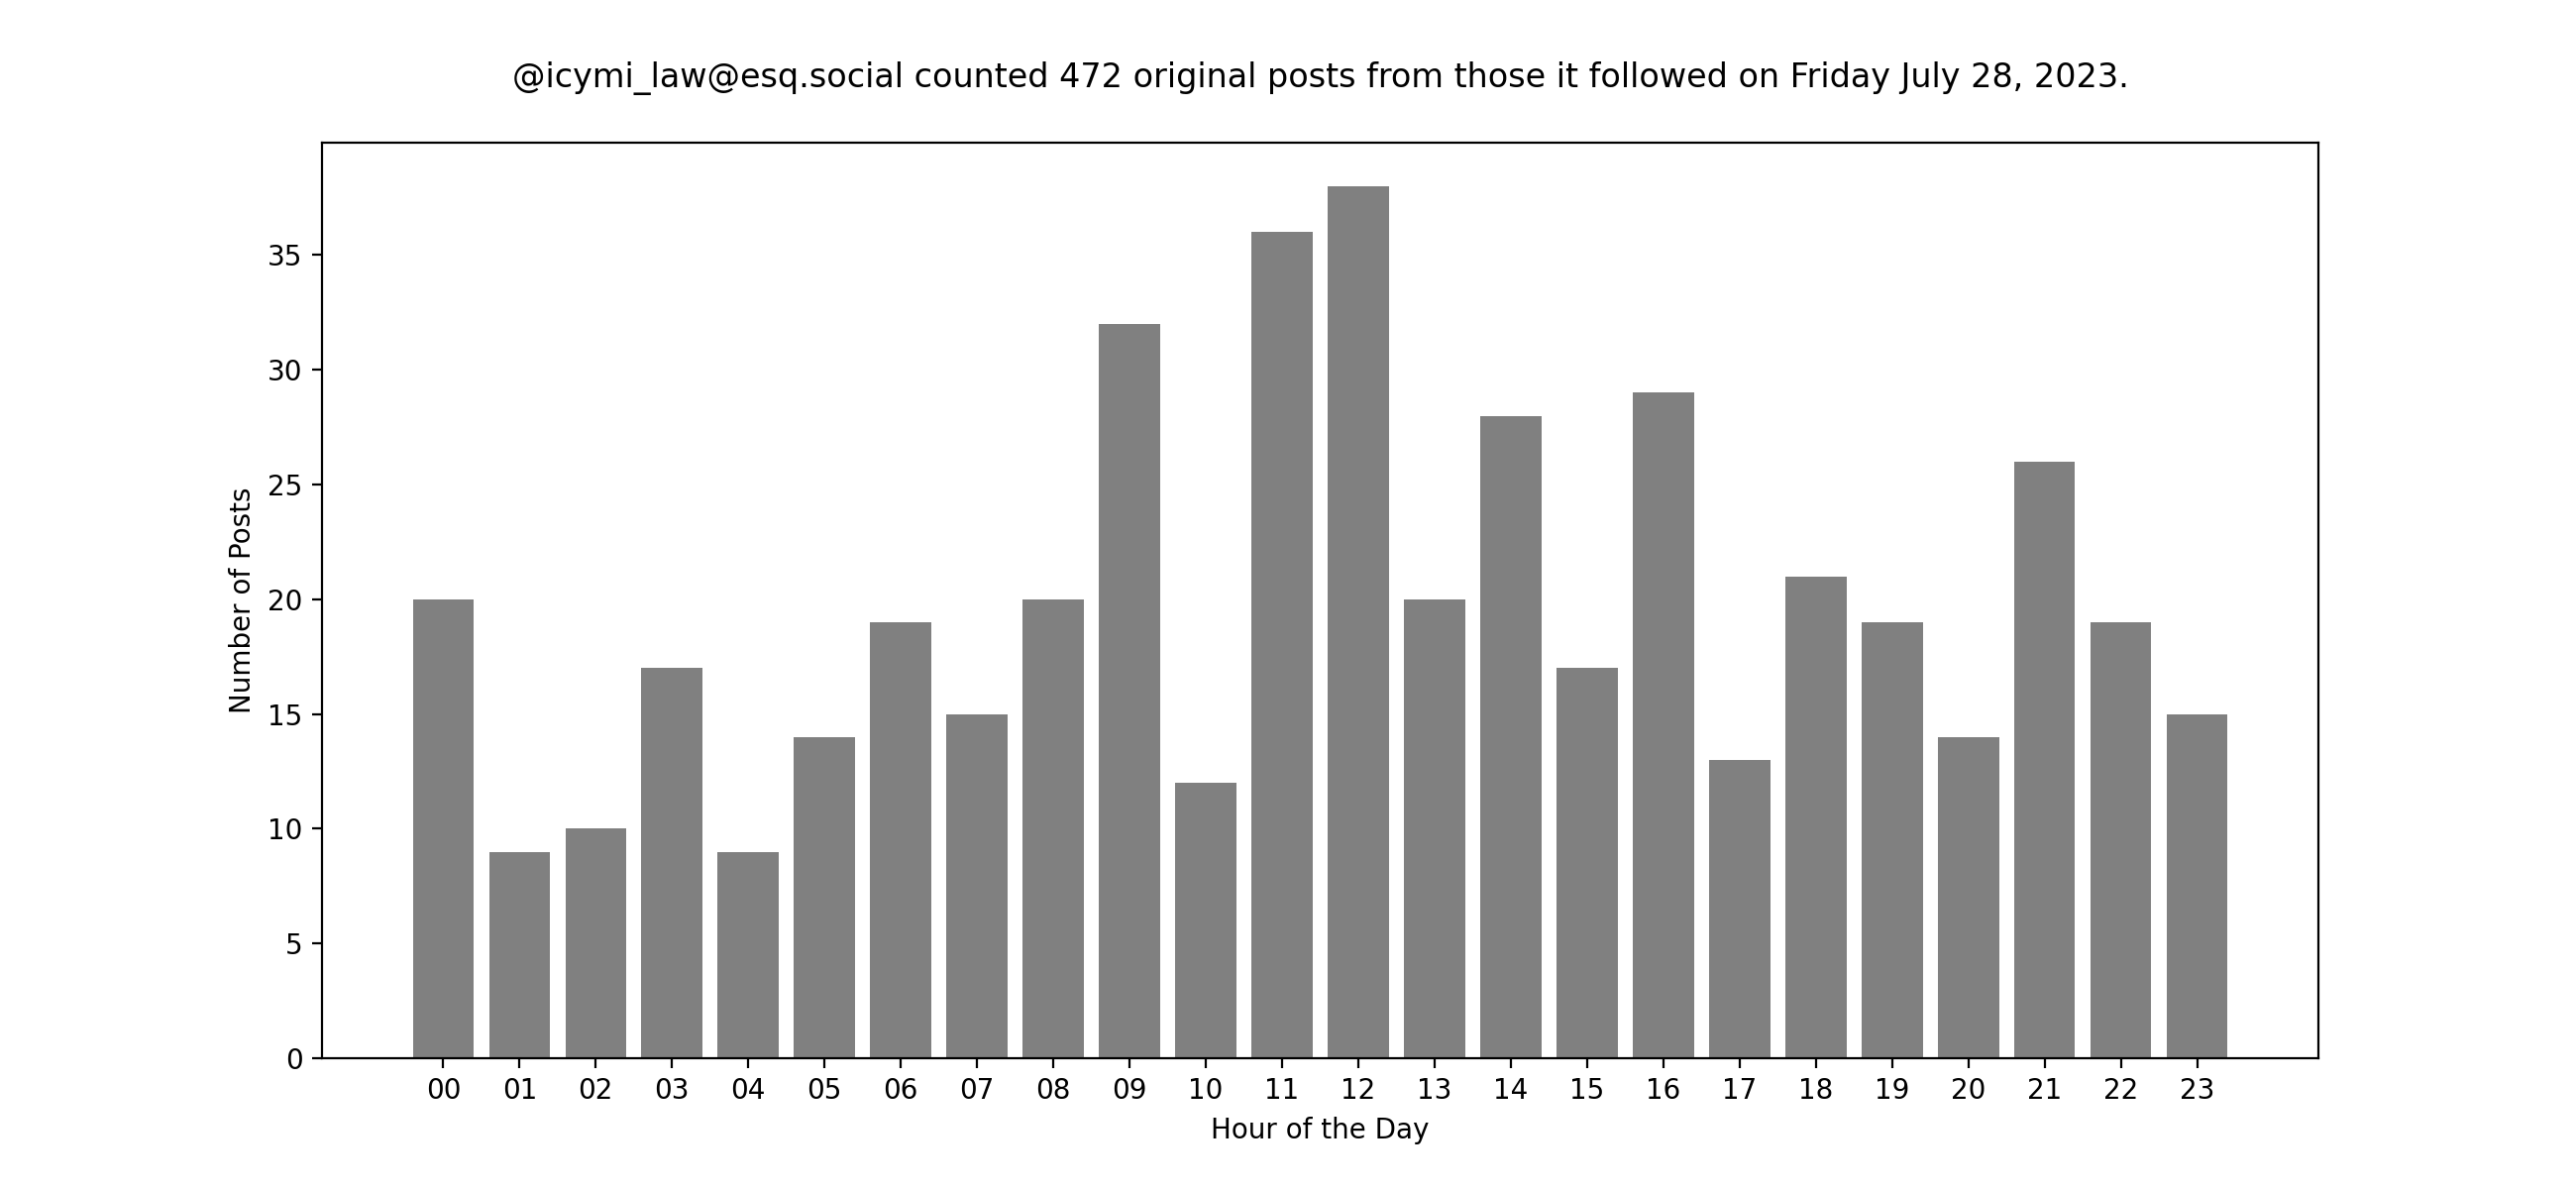 @icymi_law@esq.social counted 472 original posts from those it followed on Friday July 28, 2023.
Number of Posts
35
30
25
20
15
10
5
0
00 01 02 03 04 05 06 07 08 09 10 11 12 13 14 15 16 17 18 19 20 21 22 23
Hour of the Day